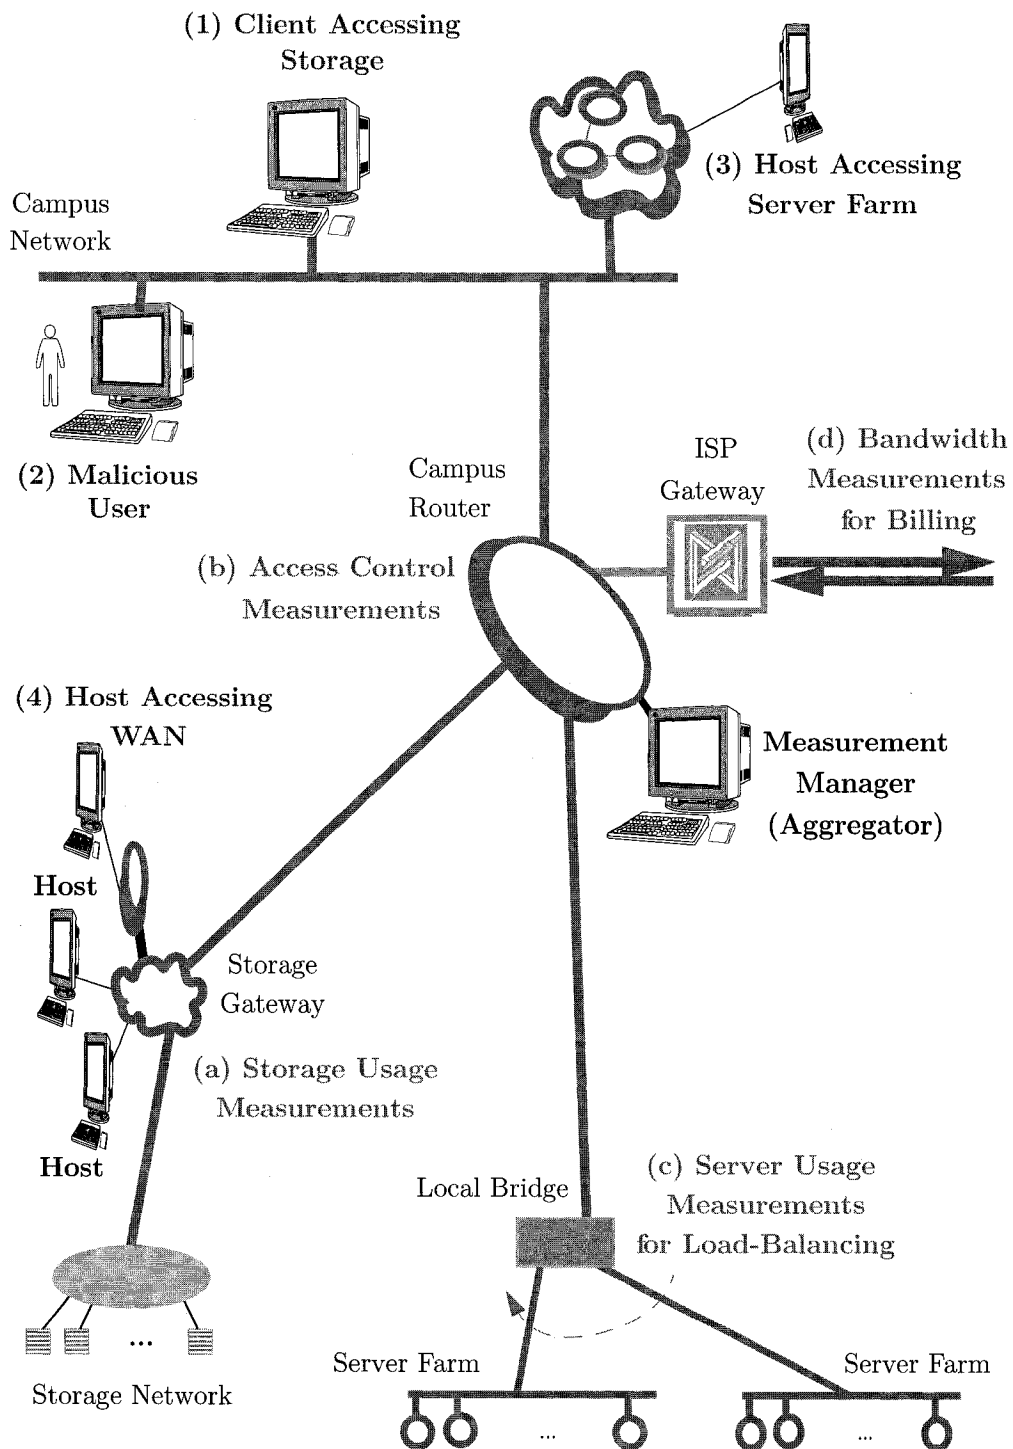 (1) Client Accessing
Storage
(3) Host Accessing
Server Farm
Campus
Network
(2) Malicious
User
Campus
Router
ISP
Gateway
(d) Bandwidth
Measurements
for Billing
(b) Access Control
Measurements
(4) Host Accessing
WAN
Measurement
Manager
(Aggregator)
Host
Storage
Gateway
(a) Storage Usage
Measurements
Host
Local Bridge
(c) Server Usage
Measurements
for Load-Balancing
...
Storage Network
Server Farm
Server Farm
...
...